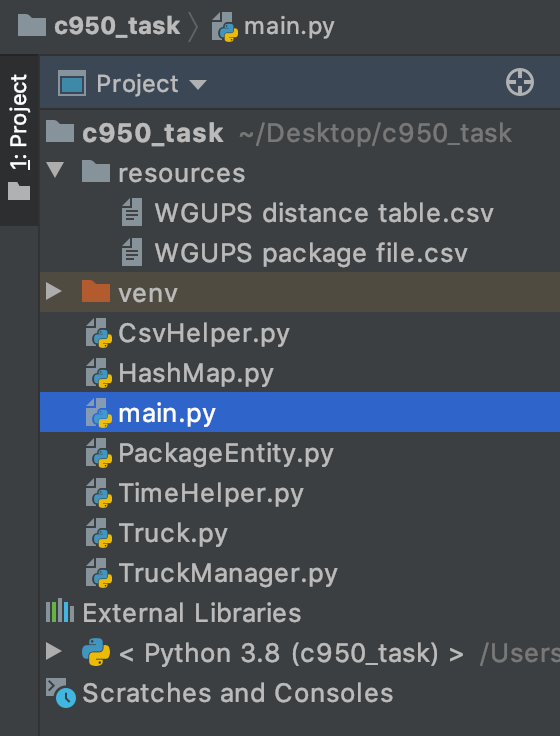 c950_task main.py
1: Project
Project
c950_task ~/Desktop/c950_task
resources
WGUPS distance table.csv
WGUPS package file.csv
venv
CsvHelper.py
HashMap.py
main.py
PackageEntity.py
TimeHelper.py
Truck.py
TruckManager.py
External Libraries
< Python 3.8 (c950_task) > /Users
Scratches and Consoles